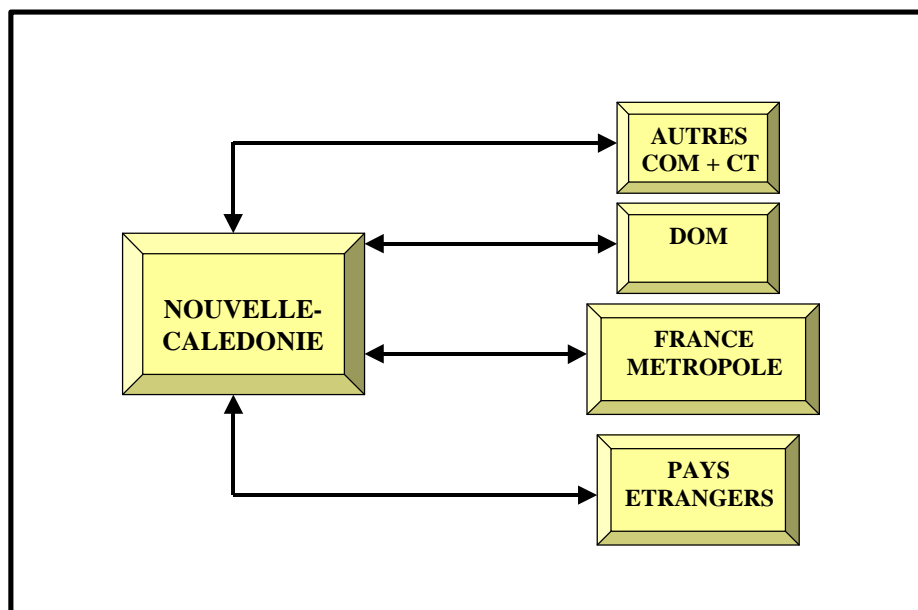 AUTRES
COM + CT
DOM
NOUVELLE-
CALEDONIE
FRANCE
METROPOLE
PAYS
ETRANGERS